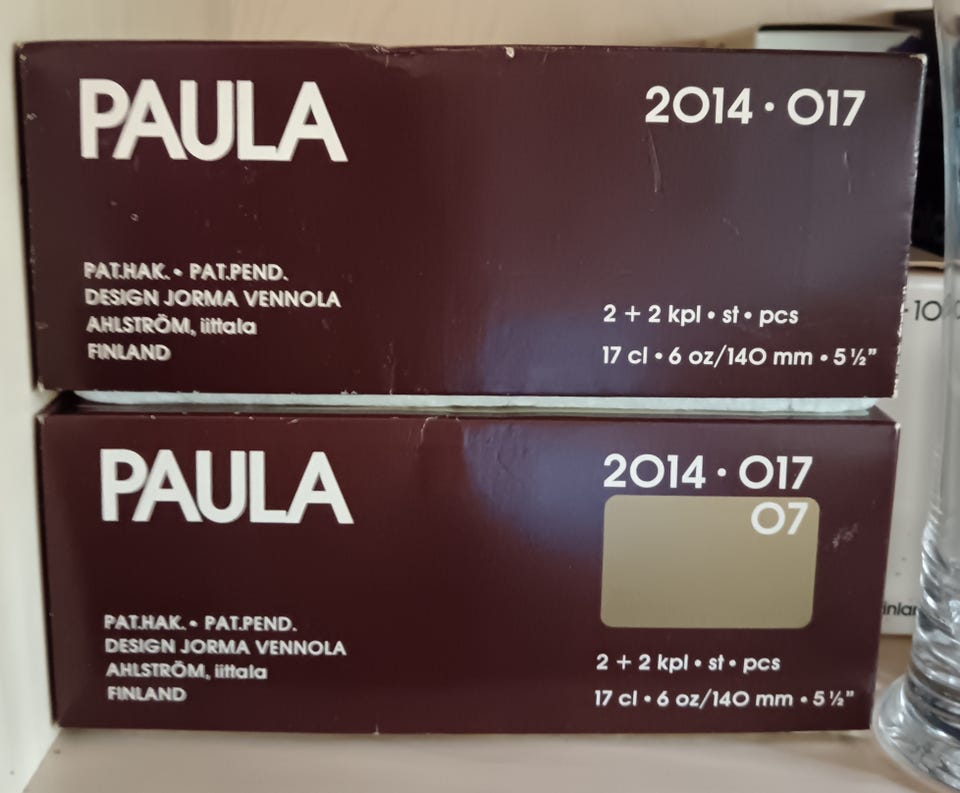 PAULA
2014 • 017
PAT.HAK. • PAT.PEND.
DESIGN JORMA VENNOLA
AHLSTRÖM, iittala
FINLAND
2 + 2 kpl • st • pcs
17 cl • 6 oz/140 mm • 5 ½"
PAULA
2014 • 017
07
PAT.HAK. • PAT.PEND.
DESIGN JORMA VENNOLA
AHLSTRÖM, iittala
FINLAND
2 + 2 kpl • st • pcs
17 cl • 6 oz/140 mm • 5 ½"